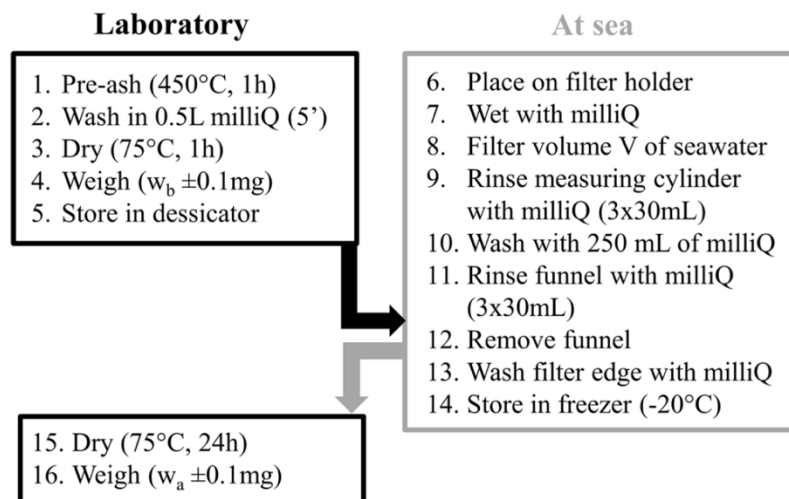 Laboratory
1. Pre-ash (450°C, 1h)
2. Wash in 0.5L milliQ (5’)
3. Dry (75°C, 1h)
4. Weigh (wb ±0.1mg)
5. Store in dessicator
At sea
6. Place on filter holder
7. Wet with milliQ
8. Filter volume V of seawater
9. Rinse measuring cylinder
with milliQ (3x30mL)
10. Wash with 250 mL of milliQ
11. Rinse funnel with milliQ
(3x30mL)
12. Remove funnel
13. Wash filter edge with milliQ
14. Store in freezer (-20°C)
15. Dry (75°C, 24h)
16. Weigh (wa ±0.1mg)